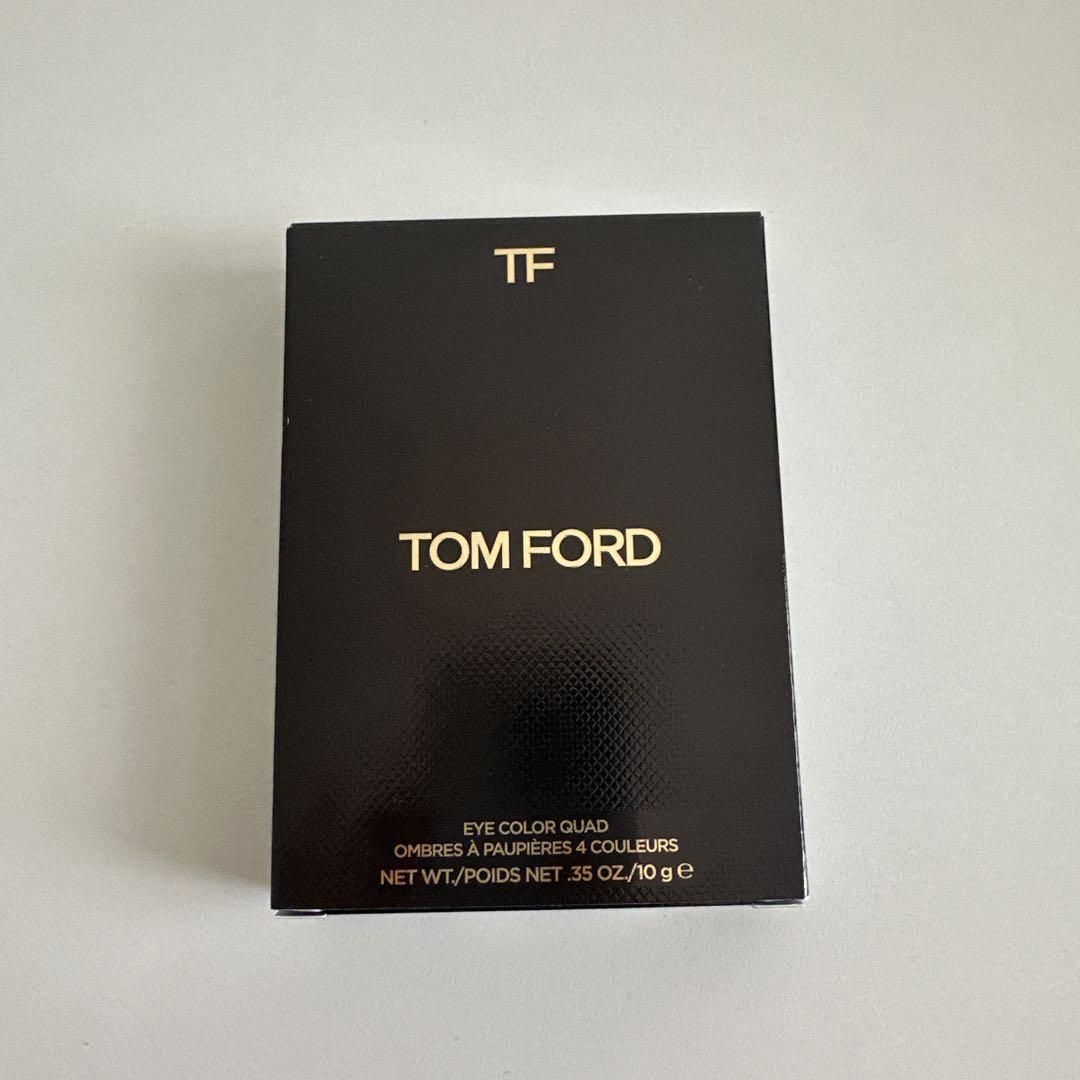 TF
TOM FORD
EYE COLOR QUAD
OMBRES À PAUPIÈRES 4 COULEURS
NET WT./POIDS NET .35 OZ./10 g ℮